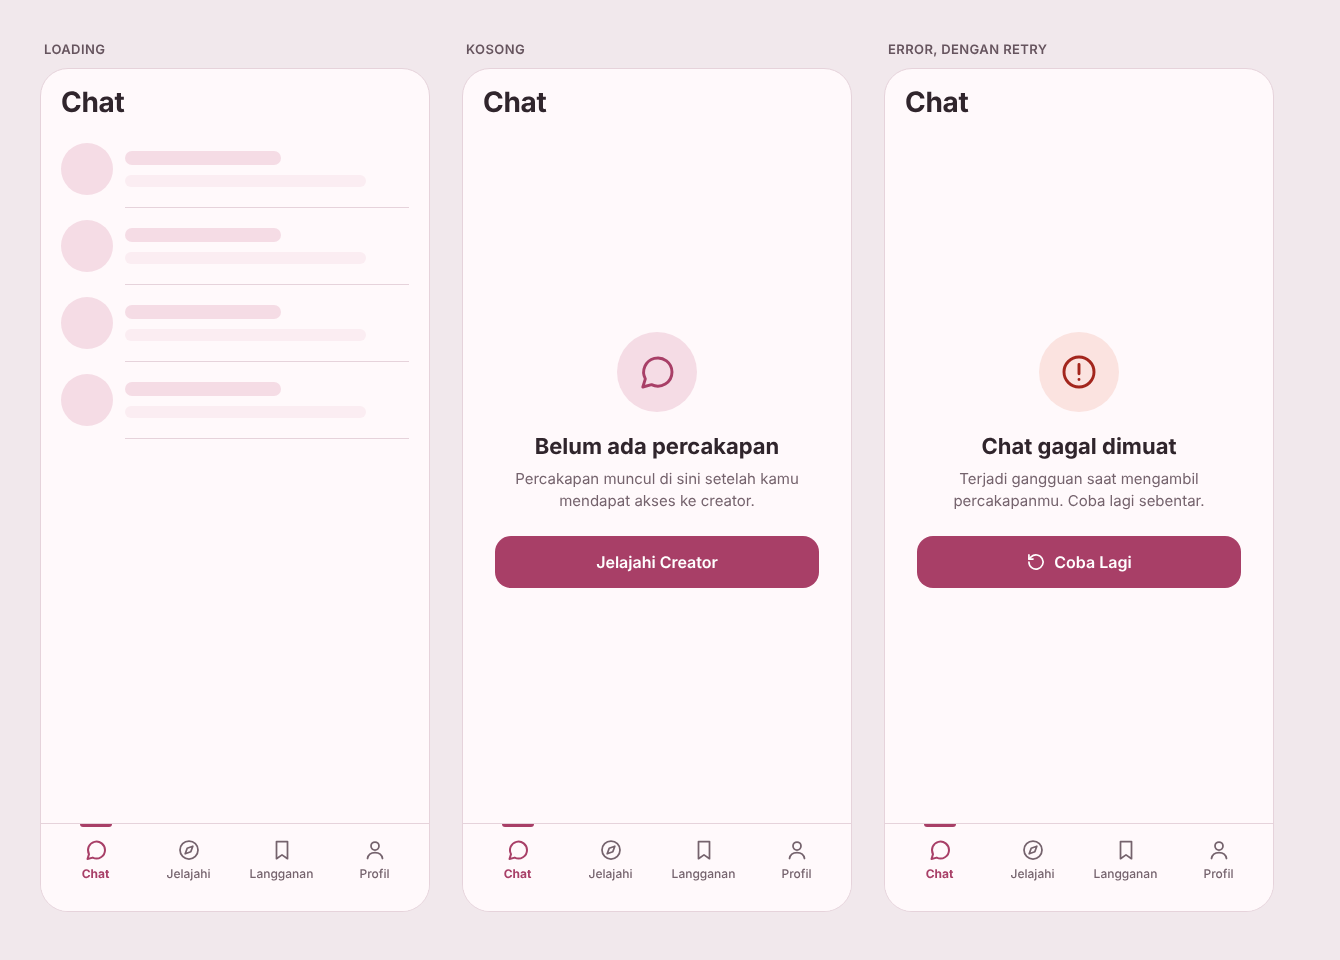 LOADING
Chat
Chat
Jelajahi
Langganan
Profil
KOSONG
Chat
Belum ada percakapan
Percakapan muncul di sini setelah kamu
mendapat akses ke creator.
Jelajahi Creator
Chat
Jelajahi
Langganan
Profil
ERROR, DENGAN RETRY
Chat
Chat gagal dimuat
Terjadi gangguan saat mengambil
percakapanmu. Coba lagi sebentar.
Coba Lagi
Chat
Jelajahi
Langganan
Profil